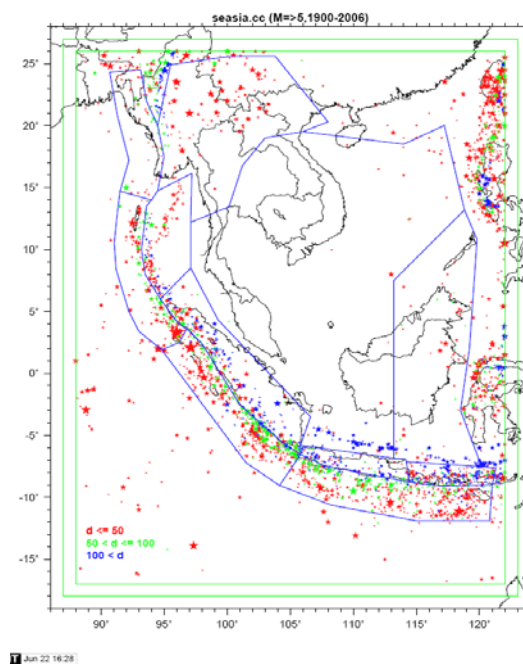 seasia.cc (M=>5,1900-2006)
25°
20°
15°
10°
5°
0°
-5°
-10°
-15°
d <= 50
50 < d <= 100
100 < d
90° 95° 100° 105° 110° 115° 120°
T Jun 22 16:28